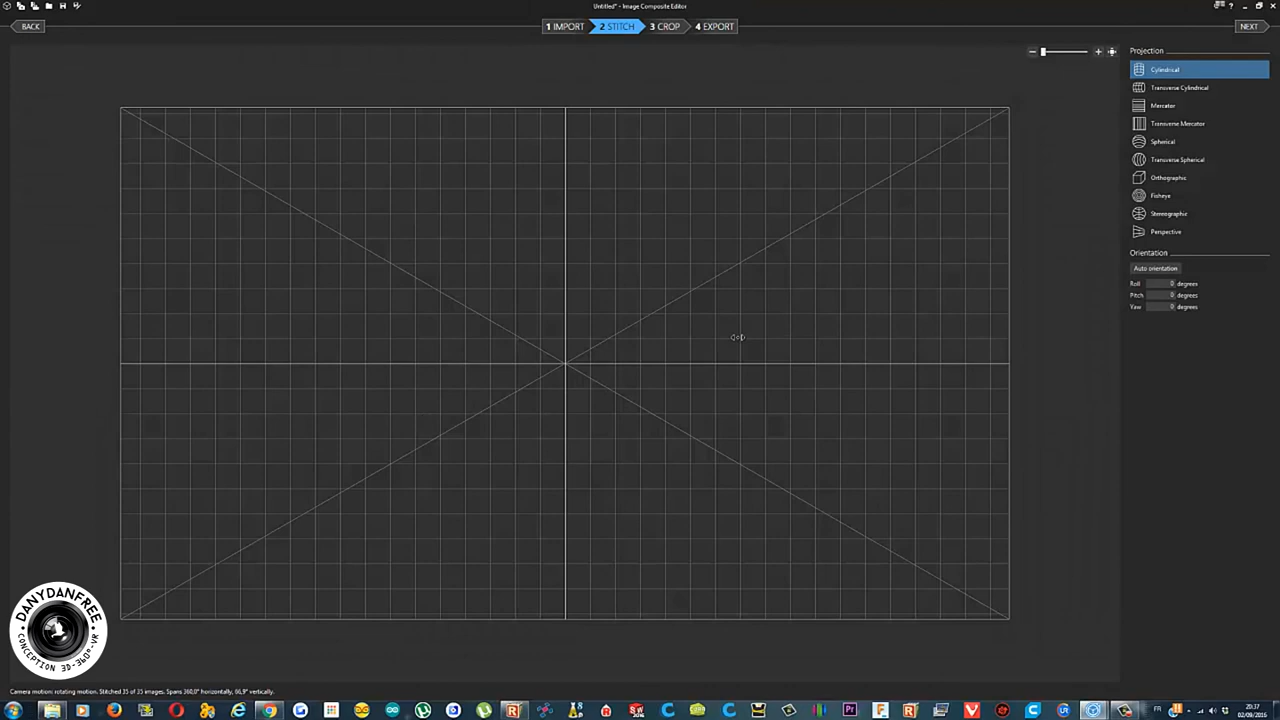 Untitled* - Image Composite Editor
BACK
1 IMPORT
2 STITCH
3 CROP
4 EXPORT
NEXT
Projection
Cylindrical
Transverse Cylindrical
Mercator
Transverse Mercator
Spherical
Transverse Spherical
Orthographic
Fisheye
Stereographic
Perspective
Orientation
Auto orientation
Roll 0 degrees
Pitch 0 degrees
Yaw 0 degrees
DANYDANFREE
CONCEPTION 3D-360°-VR
Camera motion: rotating motion. Stitched 35 of 35 images. Spans 360,0° horizontally, 66,9° vertically.
FR
20:37
02/09/2016